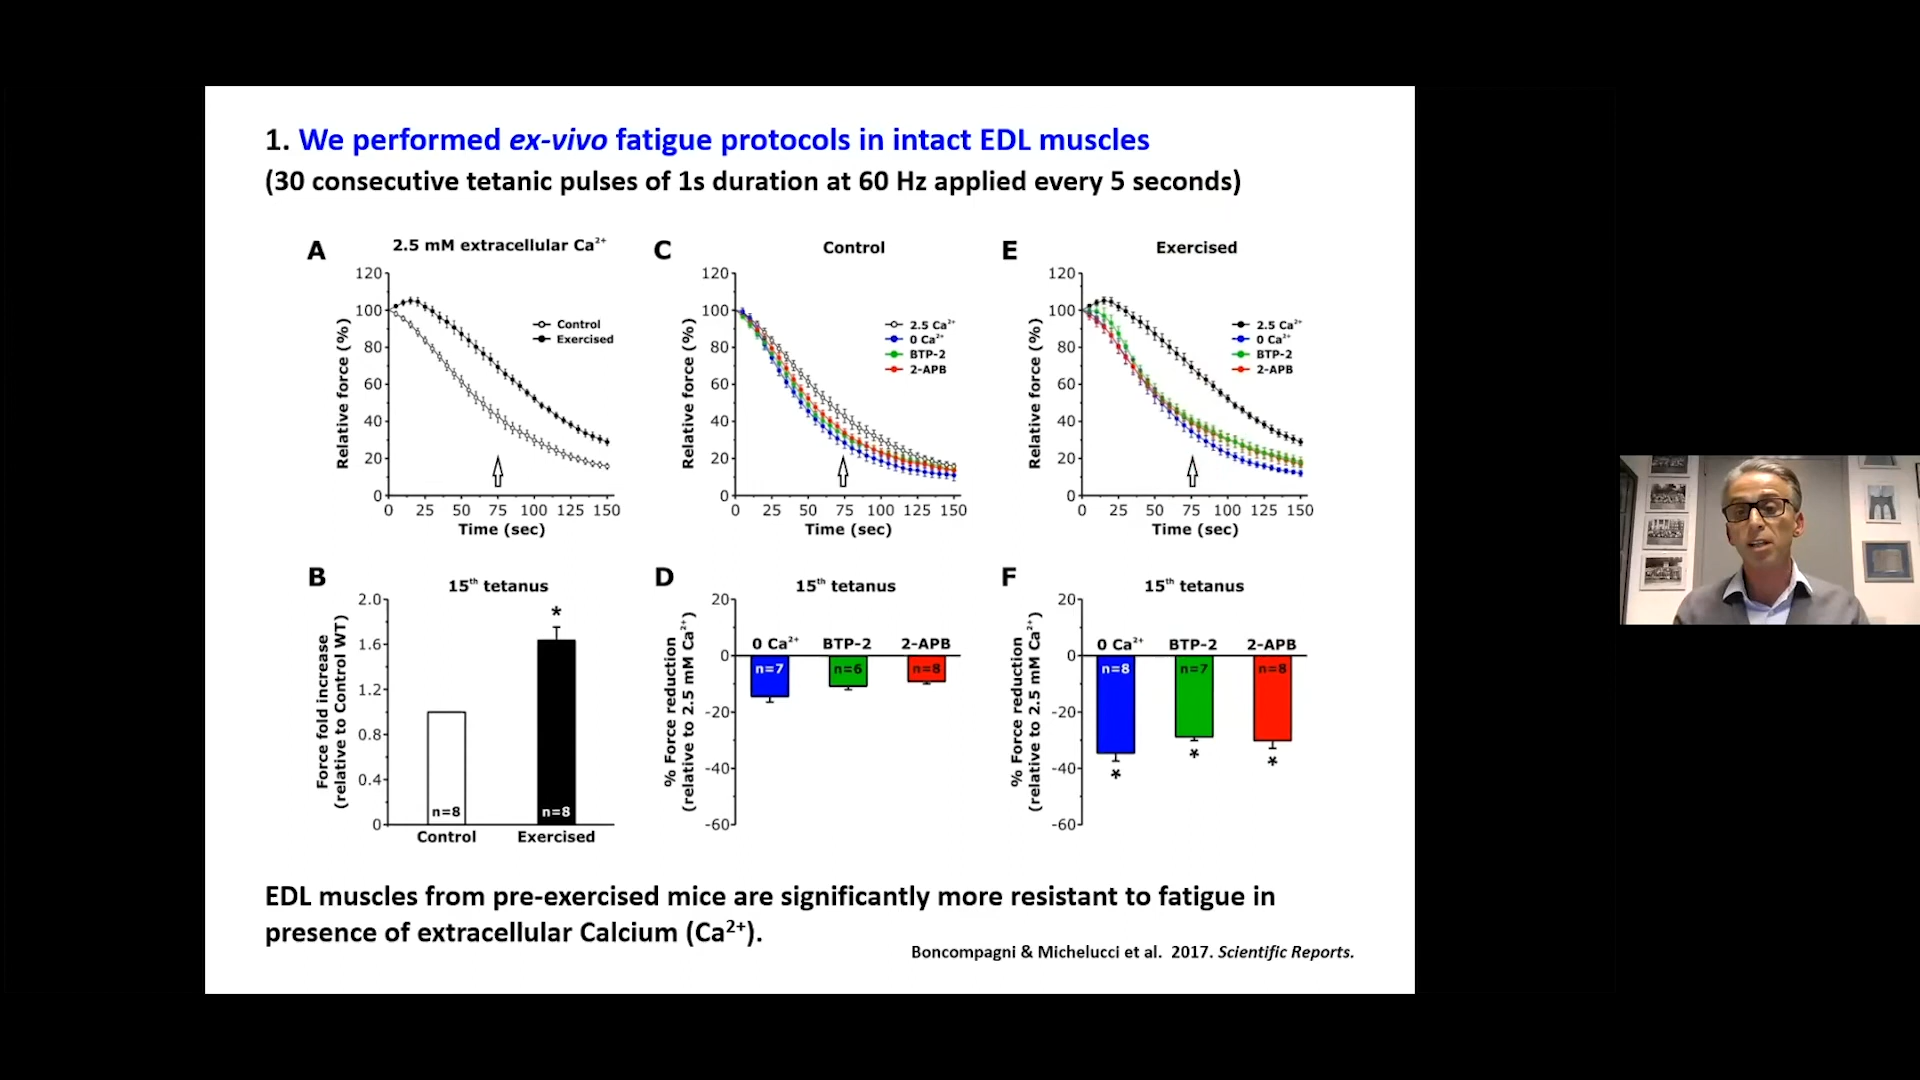 1. We performed ex-vivo fatigue protocols in intact EDL muscles
(30 consecutive tetanic pulses of 1s duration at 60 Hz applied every 5 seconds)
A
2.5 mM extracellular Ca²⁺
Relative force (%)
120
100
80
60
40
20
0
0 25 50 75 100 125 150
Time (sec)
Control
Exercised
C
Control
Relative force (%)
120
100
80
60
40
20
0
0 25 50 75 100 125 150
Time (sec)
2.5 Ca²⁺
0 Ca²⁺
BTP-2
2-APB
E
Exercised
Relative force (%)
120
100
80
60
40
20
0
0 25 50 75 100 125 150
Time (sec)
2.5 Ca²⁺
0 Ca²⁺
BTP-2
2-APB
B
15th tetanus
Force fold increase
(relative to Control WT)
2.0
1.6
1.2
0.8
0.4
0
*
n=8 n=8
Control Exercised
D
15th tetanus
% Force reduction
(relative to 2.5 mM Ca²⁺)
20
0
-20
-40
-60
0 Ca²⁺ BTP-2 2-APB
n=7 n=6 n=8
F
15th tetanus
% Force reduction
(relative to 2.5 mM Ca²⁺)
20
0
-20
-40
-60
0 Ca²⁺ BTP-2 2-APB
n=8 n=7 n=8
* * *
EDL muscles from pre-exercised mice are significantly more resistant to fatigue in
presence of extracellular Calcium (Ca²⁺).
Boncompagni & Michelucci et al. 2017. Scientific Reports.